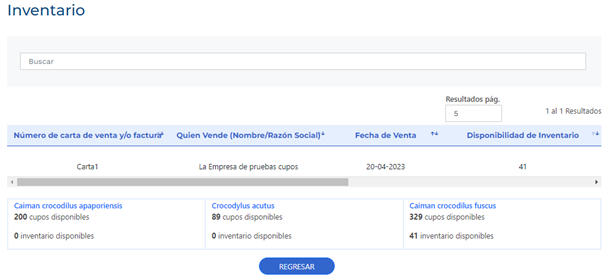 Inventario
Buscar
Resultados pág.
5
1 al 1 Resultados
Número de carta de venta y/o factura Quien Vende (Nombre/Razón Social) Fecha de Venta Disponibilidad de Inventario
Carta1 La Empresa de pruebas cupos 20-04-2023 41
Caiman crocodilus apaporiensis Crocodylus acutus Caiman crocodilus fuscus
200 cupos disponibles 89 cupos disponibles 329 cupos disponibles
0 inventario disponibles 0 inventario disponibles 41 inventario disponibles
REGRESAR